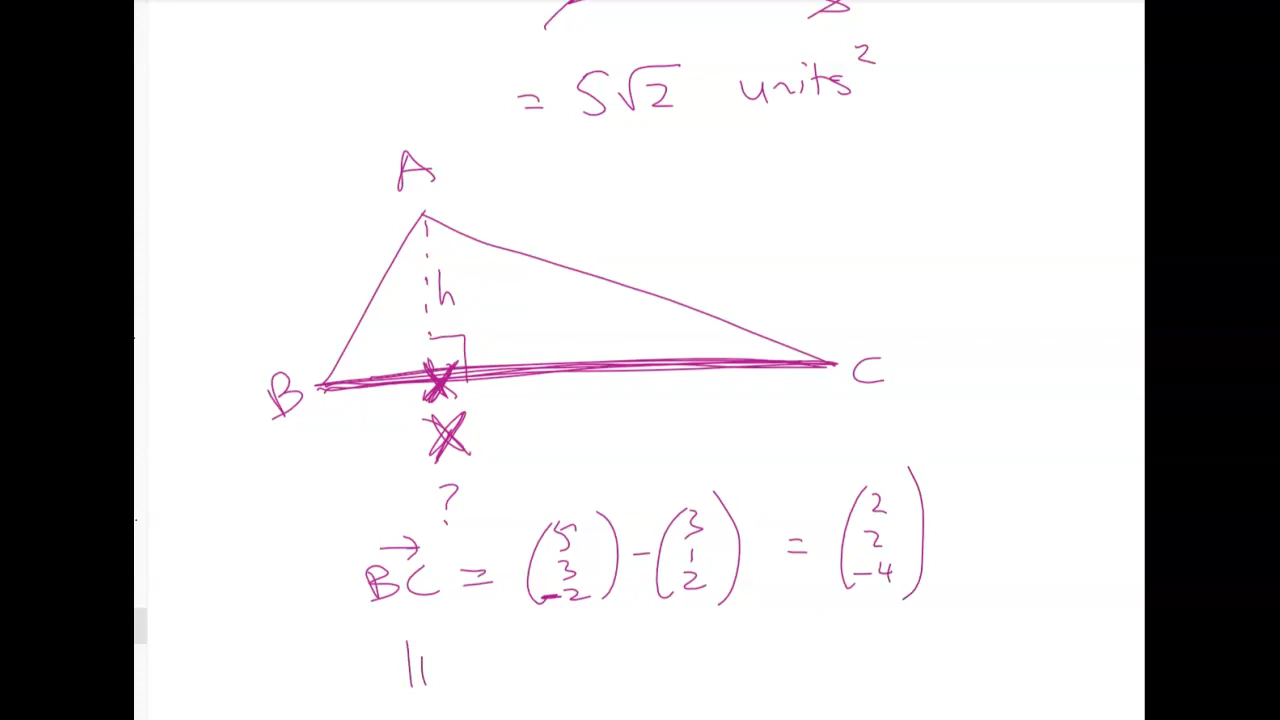 = 5√2 units²
A
h
B
C
X
?
→BC = (5 3 -2) - (3 1 2) = (2 2 -4)
||